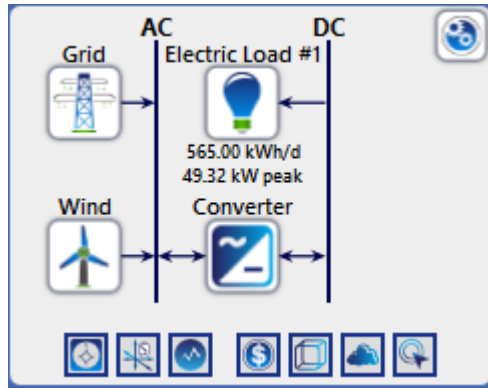 AC DC
Grid Electric Load #1
565.00 kWh/d
49.32 kW peak
Wind Converter